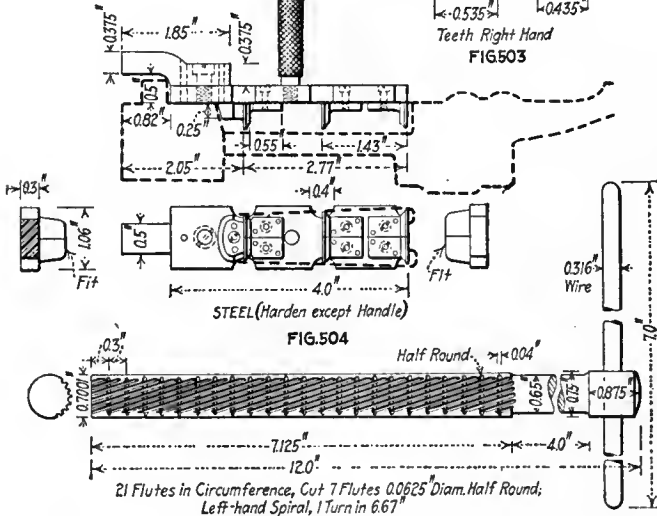 0.535"
0.435"
Teeth Right Hand
FIG.503
1.85"
0.375"
0.375"
0.5"
0.82"
0.25"
0.55"
1.43"
2.05"
2.77"
0.3"
1.06"
Fit
0.5"
0.4"
Fit
4.0"
STEEL (Harden except Handle)
FIG.504
0.316"
Wire
7.0"
0.3"
Half Round
0.04"
0.7001"
0.65"
0.75"
0.875"
7.125"
4.0"
12.0"
21 Flutes in Circumference, Cut 7 Flutes 0.0625" Diam. Half Round;
Left-hand Spiral, 1 Turn in 6.67"